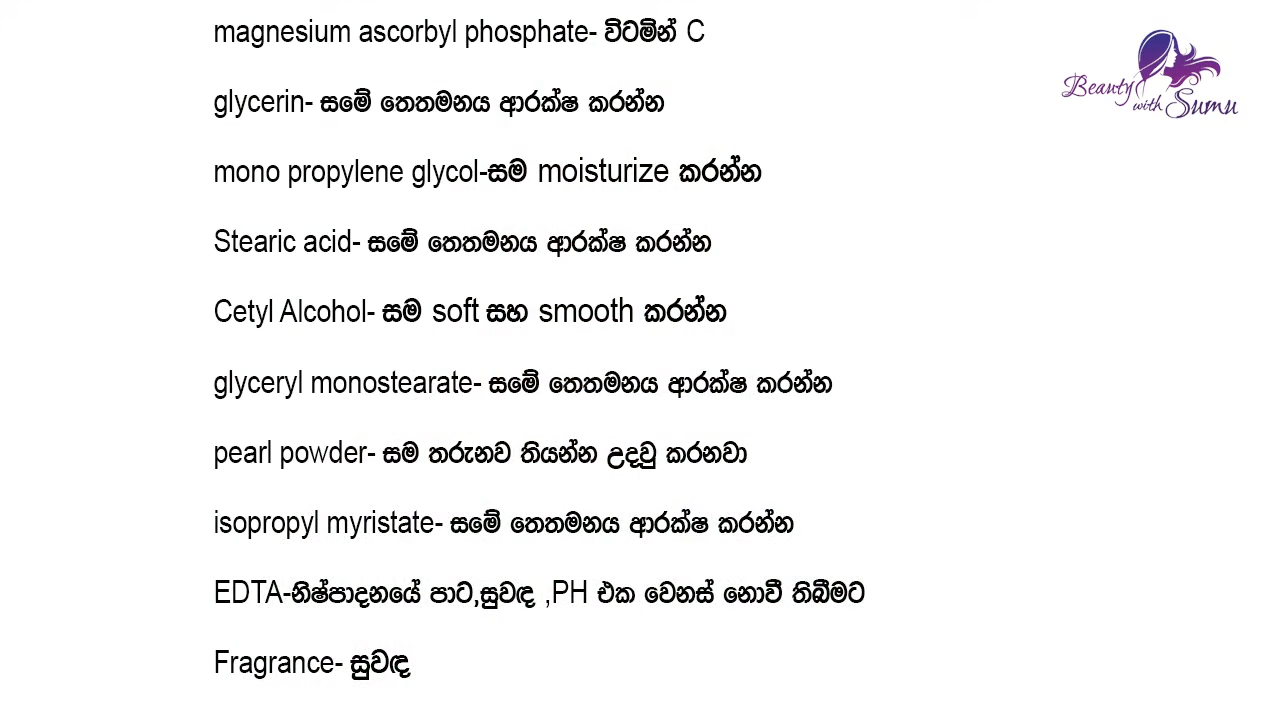 magnesium ascorbyl phosphate- විටමින් C
Beauty with Sumu
glycerin- සමේ තෙතමනය ආරක්ෂ කරන්න
mono propylene glycol-සම moisturize කරන්න
Stearic acid- සමේ තෙතමනය ආරක්ෂ කරන්න
Cetyl Alcohol- සම soft සහ smooth කරන්න
glyceryl monostearate- සමේ තෙතමනය ආරක්ෂ කරන්න
pearl powder- සම තරුනව තියන්න උදවු කරනවා
isopropyl myristate- සමේ තෙතමනය ආරක්ෂ කරන්න
EDTA-නිෂ්පාදනයේ පාට,සුවඳ ,PH එක වෙනස් නොවී තිබීමට
Fragrance- සුවඳ